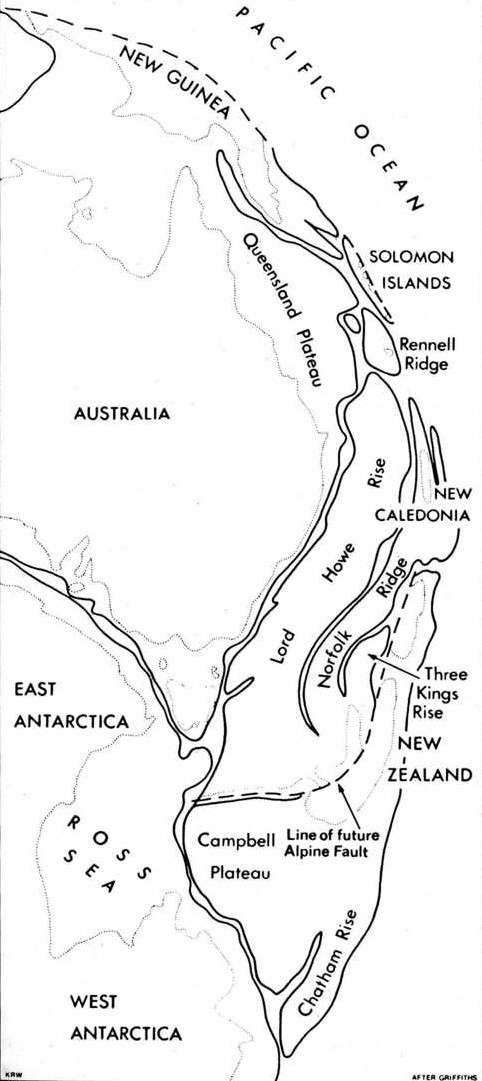 PACIFIC OCEAN
NEW GUINEA
SOLOMON
ISLANDS
Queensland Plateau
Rennell
Ridge
AUSTRALIA
NEW
CALEDONIA
Lord Howe Rise
Norfolk Ridge
Three
Kings
Rise
EAST
ANTARCTICA
NEW
ZEALAND
ROSS
SEA
Campbell
Plateau
Line of future
Alpine Fault
Chatham Rise
WEST
ANTARCTICA
KRW
AFTER GRIFFITHS